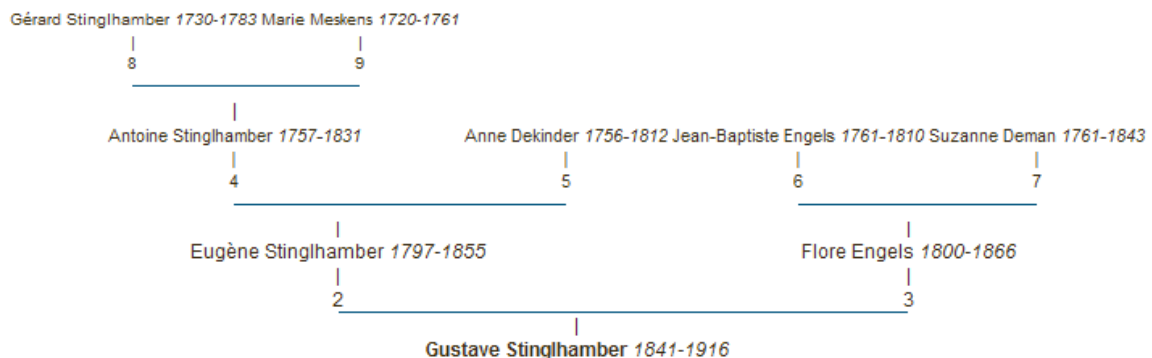 Gérard Stinglhamber 1730-1783 Marie Meskens 1720-1761
8 9
Antoine Stinglhamber 1757-1831 Anne Dekinder 1756-1812 Jean-Baptiste Engels 1761-1810 Suzanne Deman 1761-1843
4 5 6 7
Eugène Stinglhamber 1797-1855 Flore Engels 1800-1866
2 3
Gustave Stinglhamber 1841-1916